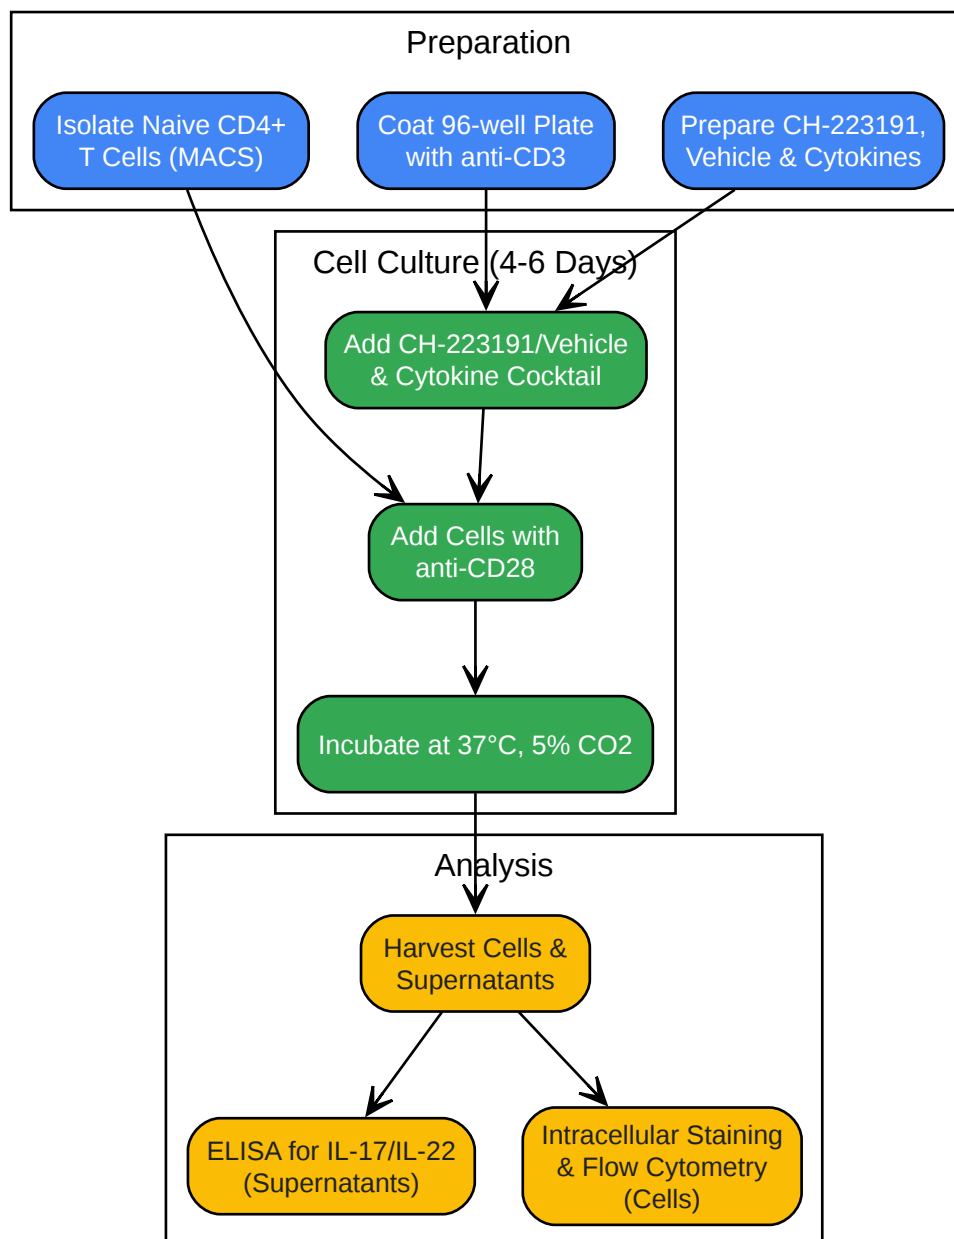 Preparation
Isolate Naive CD4+
T Cells (MACS)
Coat 96-well Plate
with anti-CD3
Prepare CH-223191,
Vehicle & Cytokines
Cell Culture (4-6 Days)
Add CH-223191/Vehicle
& Cytokine Cocktail
Add Cells with
anti-CD28
Incubate at 37°C, 5% CO2
Analysis
Harvest Cells &
Supernatants
ELISA for IL-17/IL-22
(Supernatants)
Intracellular Staining
& Flow Cytometry
(Cells)